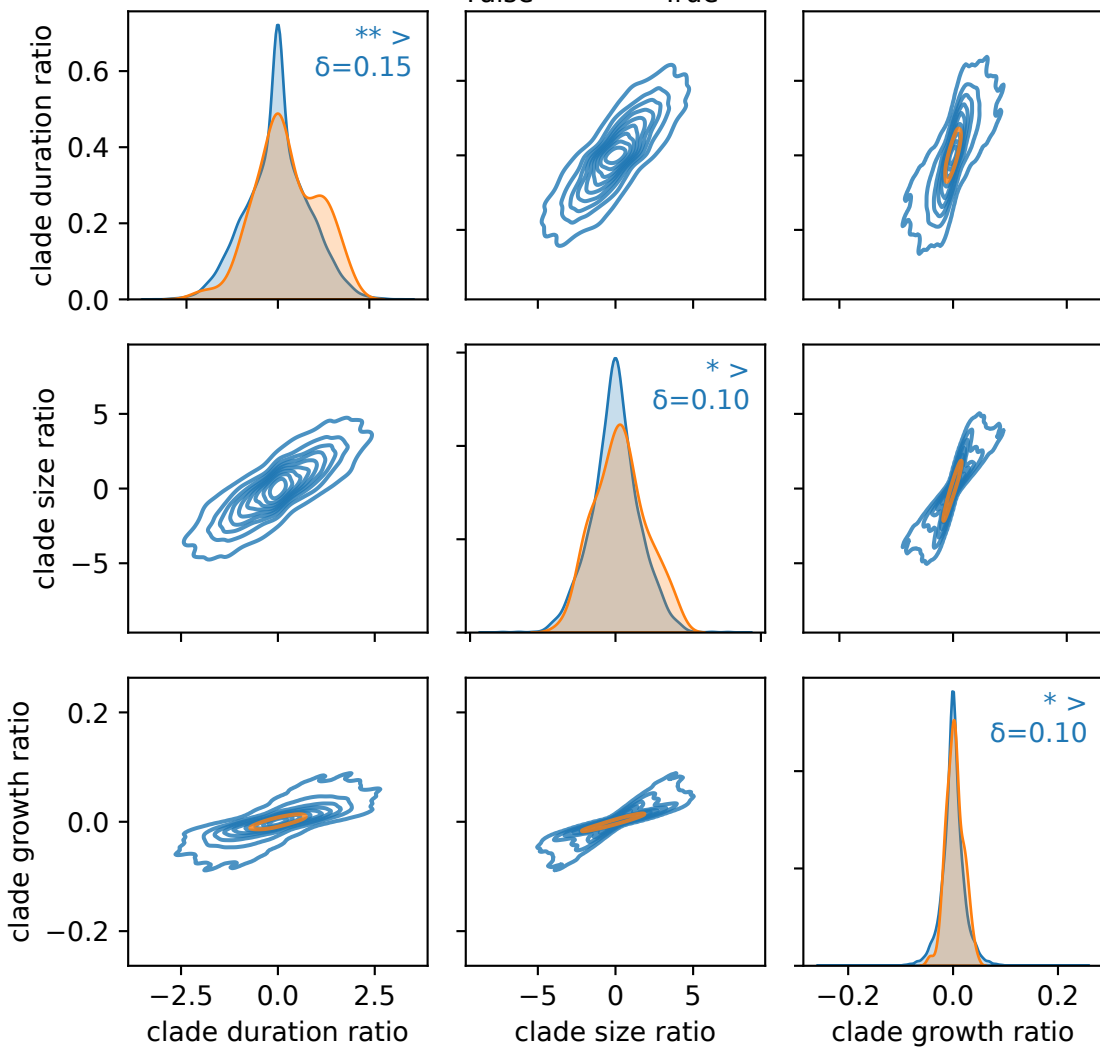 True
** >
δ=0.15
clade duration ratio
0.6
0.4
0.2
0.0
* >
δ=0.10
clade size ratio
5
0
−5
* >
δ=0.10
clade growth ratio
0.2
0.0
−0.2
−2.5 0.0 2.5
−5 0 5
−0.2 0.0 0.2
clade duration ratio
clade size ratio
clade growth ratio